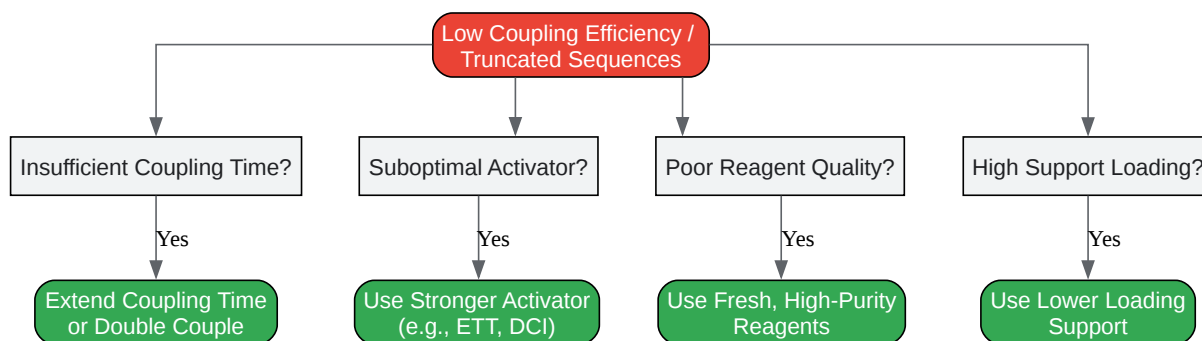 Low Coupling Efficiency /
Truncated Sequences
Insufficient Coupling Time?
Suboptimal Activator?
Poor Reagent Quality?
High Support Loading?
Yes
Yes
Yes
Yes
Extend Coupling Time
or Double Couple
Use Stronger Activator
(e.g., ETT, DCI)
Use Fresh, High-Purity
Reagents
Use Lower Loading
Support